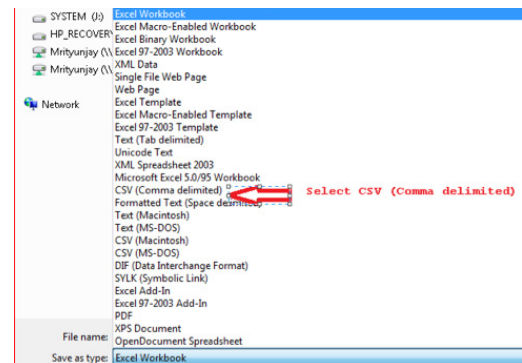 SYSTEM (J:)
HP_RECOVERY
Mrityunjay (\\
Mrityunjay (\\
Network
Excel Workbook
Excel Macro-Enabled Workbook
Excel Binary Workbook
Excel 97-2003 Workbook
XML Data
Single File Web Page
Web Page
Excel Template
Excel Macro-Enabled Template
Excel 97-2003 Template
Text (Tab delimited)
Unicode Text
XML Spreadsheet 2003
Microsoft Excel 5.0/95 Workbook
CSV (Comma delimited)
Select CSV (Comma delimited)
Formatted Text (Space delimited)
Text (Macintosh)
Text (MS-DOS)
CSV (Macintosh)
CSV (MS-DOS)
DIF (Data Interchange Format)
SYLK (Symbolic Link)
Excel Add-In
Excel 97-2003 Add-In
PDF
XPS Document
OpenDocument Spreadsheet
File name:
Save as type: Excel Workbook